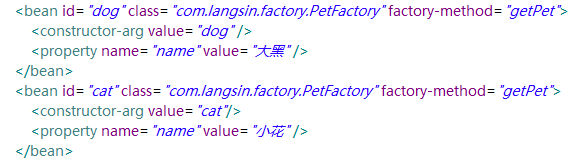 <bean id="dog" class="com.langsin.factory.PetFactory" factory-method="getPet">
<constructor-arg value="dog" />
<property name="name" value="大黑" />
</bean>
<bean id="cat" class="com.langsin.factory.PetFactory" factory-method="getPet">
<constructor-arg value="cat"/>
<property name="name" value="小花" />
</bean>